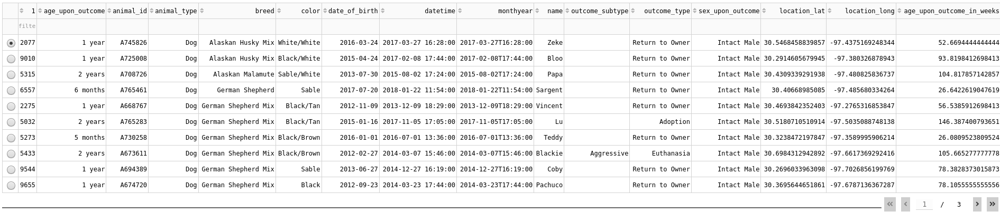 1 age_upon_outcome animal_id animal_type breed color date_of_birth datetime monthyear name outcome_subtype outcome_type sex_upon_outcome location_lat location_long age_upon_outcome_in_weeks
filte
2077 1 year A745826 Dog Alaskan Husky Mix White/White 2016-03-24 2017-03-27 16:28:00 2017-03-27T16:28:00 Zeke Return to Owner Intact Male 30.5468458839857 -97.4375169248344 52.6694444444444
9010 1 year A725008 Dog Alaskan Husky Mix Black/White 2015-04-24 2017-02-08 17:44:00 2017-02-08T17:44:00 Bloo Return to Owner Intact Male 30.2914605679945 -97.380326878943 93.8198412698413
5315 2 years A708726 Dog Alaskan Malamute Sable/White 2013-07-30 2015-08-02 17:24:00 2015-08-02T17:24:00 Papa Return to Owner Intact Male 30.4309339291938 -97.480825836737 104.817857142857
6557 6 months A765461 Dog German Shepherd Sable 2017-07-20 2018-01-22 11:54:00 2018-01-22T11:54:00 Sargent Return to Owner Intact Male 30.40668985085 -97.485680334264 26.6422619047619
2275 1 year A668767 Dog German Shepherd Mix Black/Tan 2012-11-09 2013-12-09 18:29:00 2013-12-09T18:29:00 Vincent Return to Owner Intact Male 30.4693842352403 -97.2765316853847 56.5385912698413
5032 2 years A765283 Dog German Shepherd Mix Black/Tan 2015-01-16 2017-11-05 17:05:00 2017-11-05T17:05:00 Lu Adoption Intact Male 30.5180710510914 -97.5035088748138 146.387400793651
5273 5 months A730258 Dog German Shepherd Mix Black/Brown 2016-01-01 2016-07-01 13:36:00 2016-07-01T13:36:00 Teddy Return to Owner Intact Male 30.3238472197847 -97.3589995906214 26.0809523809524
5433 2 years A673611 Dog German Shepherd Mix Black/Brown 2012-02-27 2014-03-07 15:46:00 2014-03-07T15:46:00 Blackie Aggressive Euthanasia Intact Male 30.6984312942892 -97.6617369292416 105.665277777778
9544 1 year A694389 Dog German Shepherd Mix Sable 2013-06-27 2014-12-27 16:19:00 2014-12-27T16:19:00 Coby Return to Owner Intact Male 30.2696033963098 -97.7026856199769 78.3828373015873
9655 1 year A674720 Dog German Shepherd Mix Black 2012-09-23 2014-03-23 17:44:00 2014-03-23T17:44:00 Pachuco Return to Owner Intact Male 30.3695644651861 -97.6787136367287 78.1055555555556
1 / 3